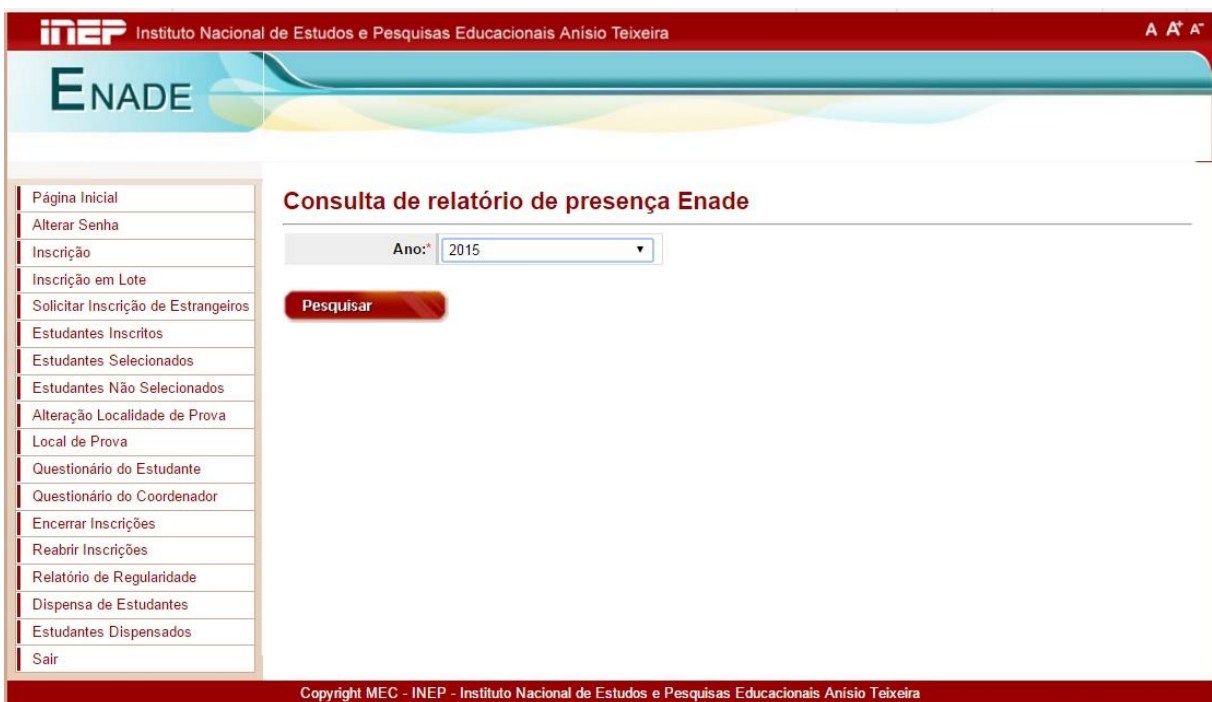 INEP Instituto Nacional de Estudos e Pesquisas Educacionais Anísio Teixeira A A+ A-
ENADE
Página Inicial
Alterar Senha
Inscrição
Inscrição em Lote
Solicitar Inscrição de Estrangeiros
Estudantes Inscritos
Estudantes Selecionados
Estudantes Não Selecionados
Alteração Localidade de Prova
Local de Prova
Questionário do Estudante
Questionário do Coordenador
Encerrar Inscrições
Reabrir Inscrições
Relatório de Regularidade
Dispensa de Estudantes
Estudantes Dispensados
Sair
Consulta de relatório de presença Enade
Ano:* 2015
Pesquisar
Copyright MEC - INEP - Instituto Nacional de Estudos e Pesquisas Educacionais Anísio Teixeira